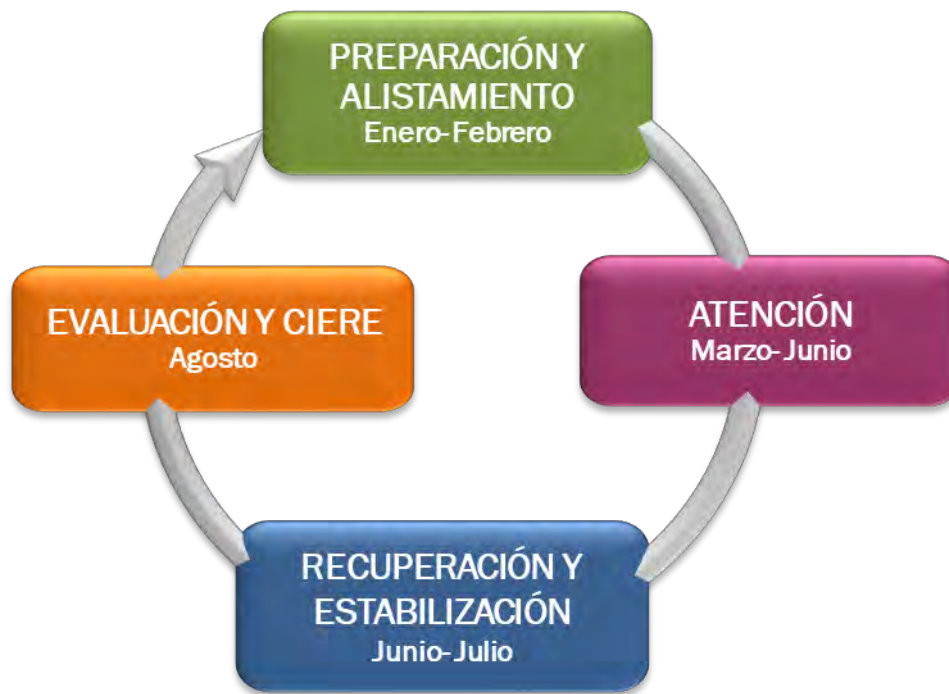 PREPARACIÓN Y
ALISTAMIENTO
Enero-Febrero
ATENCIÓN
Marzo-Junio
RECUPERACIÓN Y
ESTABILIZACIÓN
Junio-Julio
EVALUACIÓN Y CIERE
Agosto